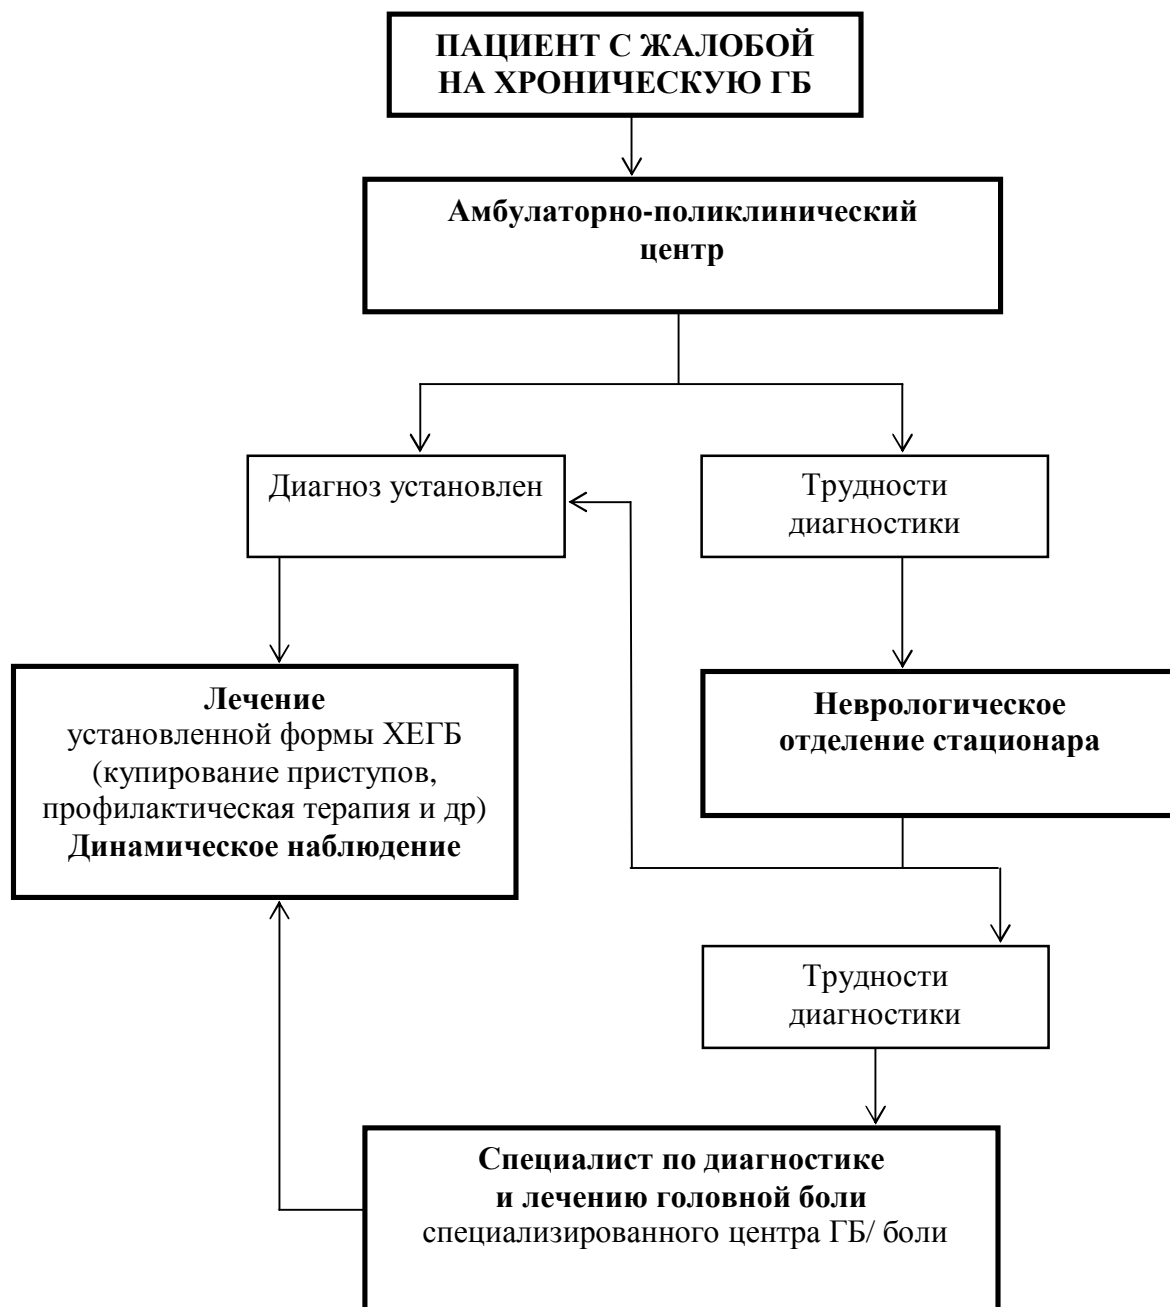 ПАЦИЕНТ С ЖАЛОБОЙ
НА ХРОНИЧЕСКУЮ ГБ
Амбулаторно-поликлинический
центр
Диагноз установлен
Трудности
диагностики
Лечение
установленной формы ХЕГБ
(купирование приступов,
профилактическая терапия и др)
Динамическое наблюдение
Неврологическое
отделение стационара
Трудности
диагностики
Специалист по диагностике
и лечению головной боли
специализированного центра ГБ/ боли